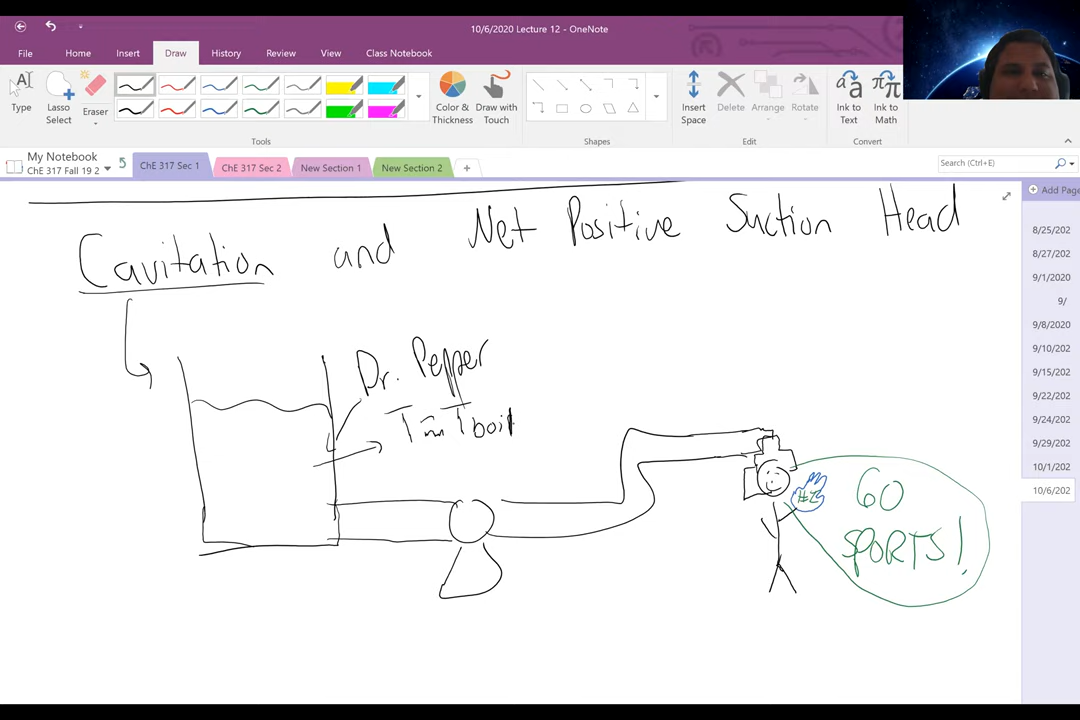 10/6/2020 Lecture 12 - OneNote
File Home Insert Draw History Review View Class Notebook
Type
Lasso Select
Eraser
Color & Thickness
Draw with Touch
Insert Space
Delete
Arrange
Rotate
Ink to Text
Ink to Math
Tools
Shapes
Edit
Convert
My Notebook
ChE 317 Fall 19 2
ChE 317 Sec 1
ChE 317 Sec 2
New Section 1
New Section 2
Search (Ctrl+E)
Add Page
8/25/202
8/27/202
9/1/2020
9/
9/8/2020
9/10/202
9/15/202
9/22/202
9/24/202
9/29/202
10/1/202
10/6/202
Cavitation and Net Positive Suction Head
Dr. Pepper
T ~ Tboil
GO
SPORTS!